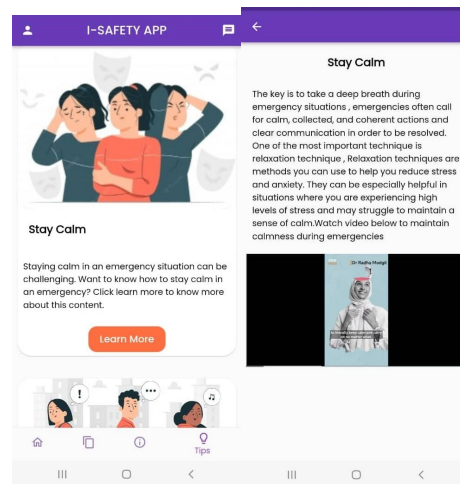 I-SAFETY APP
Stay Calm
Staying calm in an emergency situation can be
challenging. Want to know how to stay calm in
an emergency? Click learn more to know more
about this content.
Learn More
Tips
Stay Calm
The key is to take a deep breath during
emergency situations , emergencies often call
for calm, collected, and coherent actions and
clear communication in order to be resolved.
One of the most important technique is
relaxation technique , Relaxation techniques are
methods you can use to help you reduce stress
and anxiety. They can be especially helpful in
situations where you are experiencing high
levels of stress and may struggle to maintain a
sense of calm.Watch video below to maintain
calmness during emergencies
Dr Radha Modgil